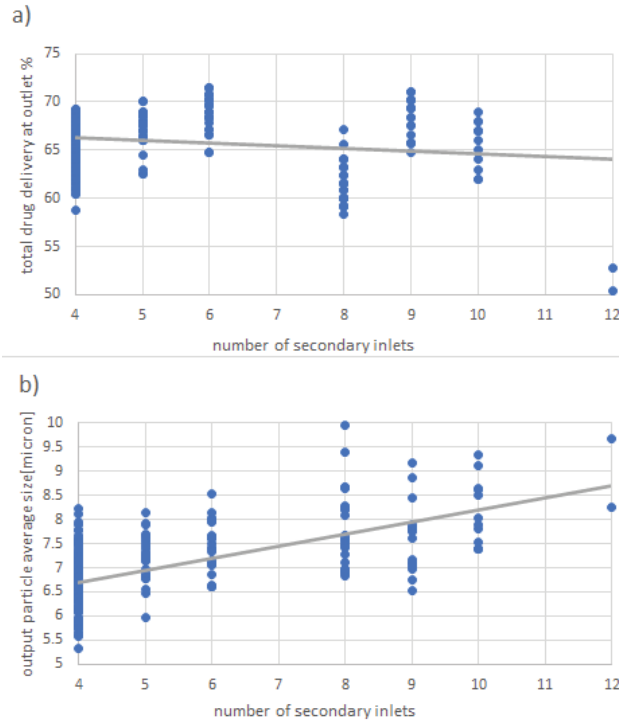 a)
total drug delivery at outlet %
75
70
65
60
55
50
4 5 6 7 8 9 10 11 12
number of secondary inlets
b)
output particle average size[micron]
10
9.5
9
8.5
8
7.5
7
6.5
6
5.5
5
4 5 6 7 8 9 10 11 12
number of secondary inlets